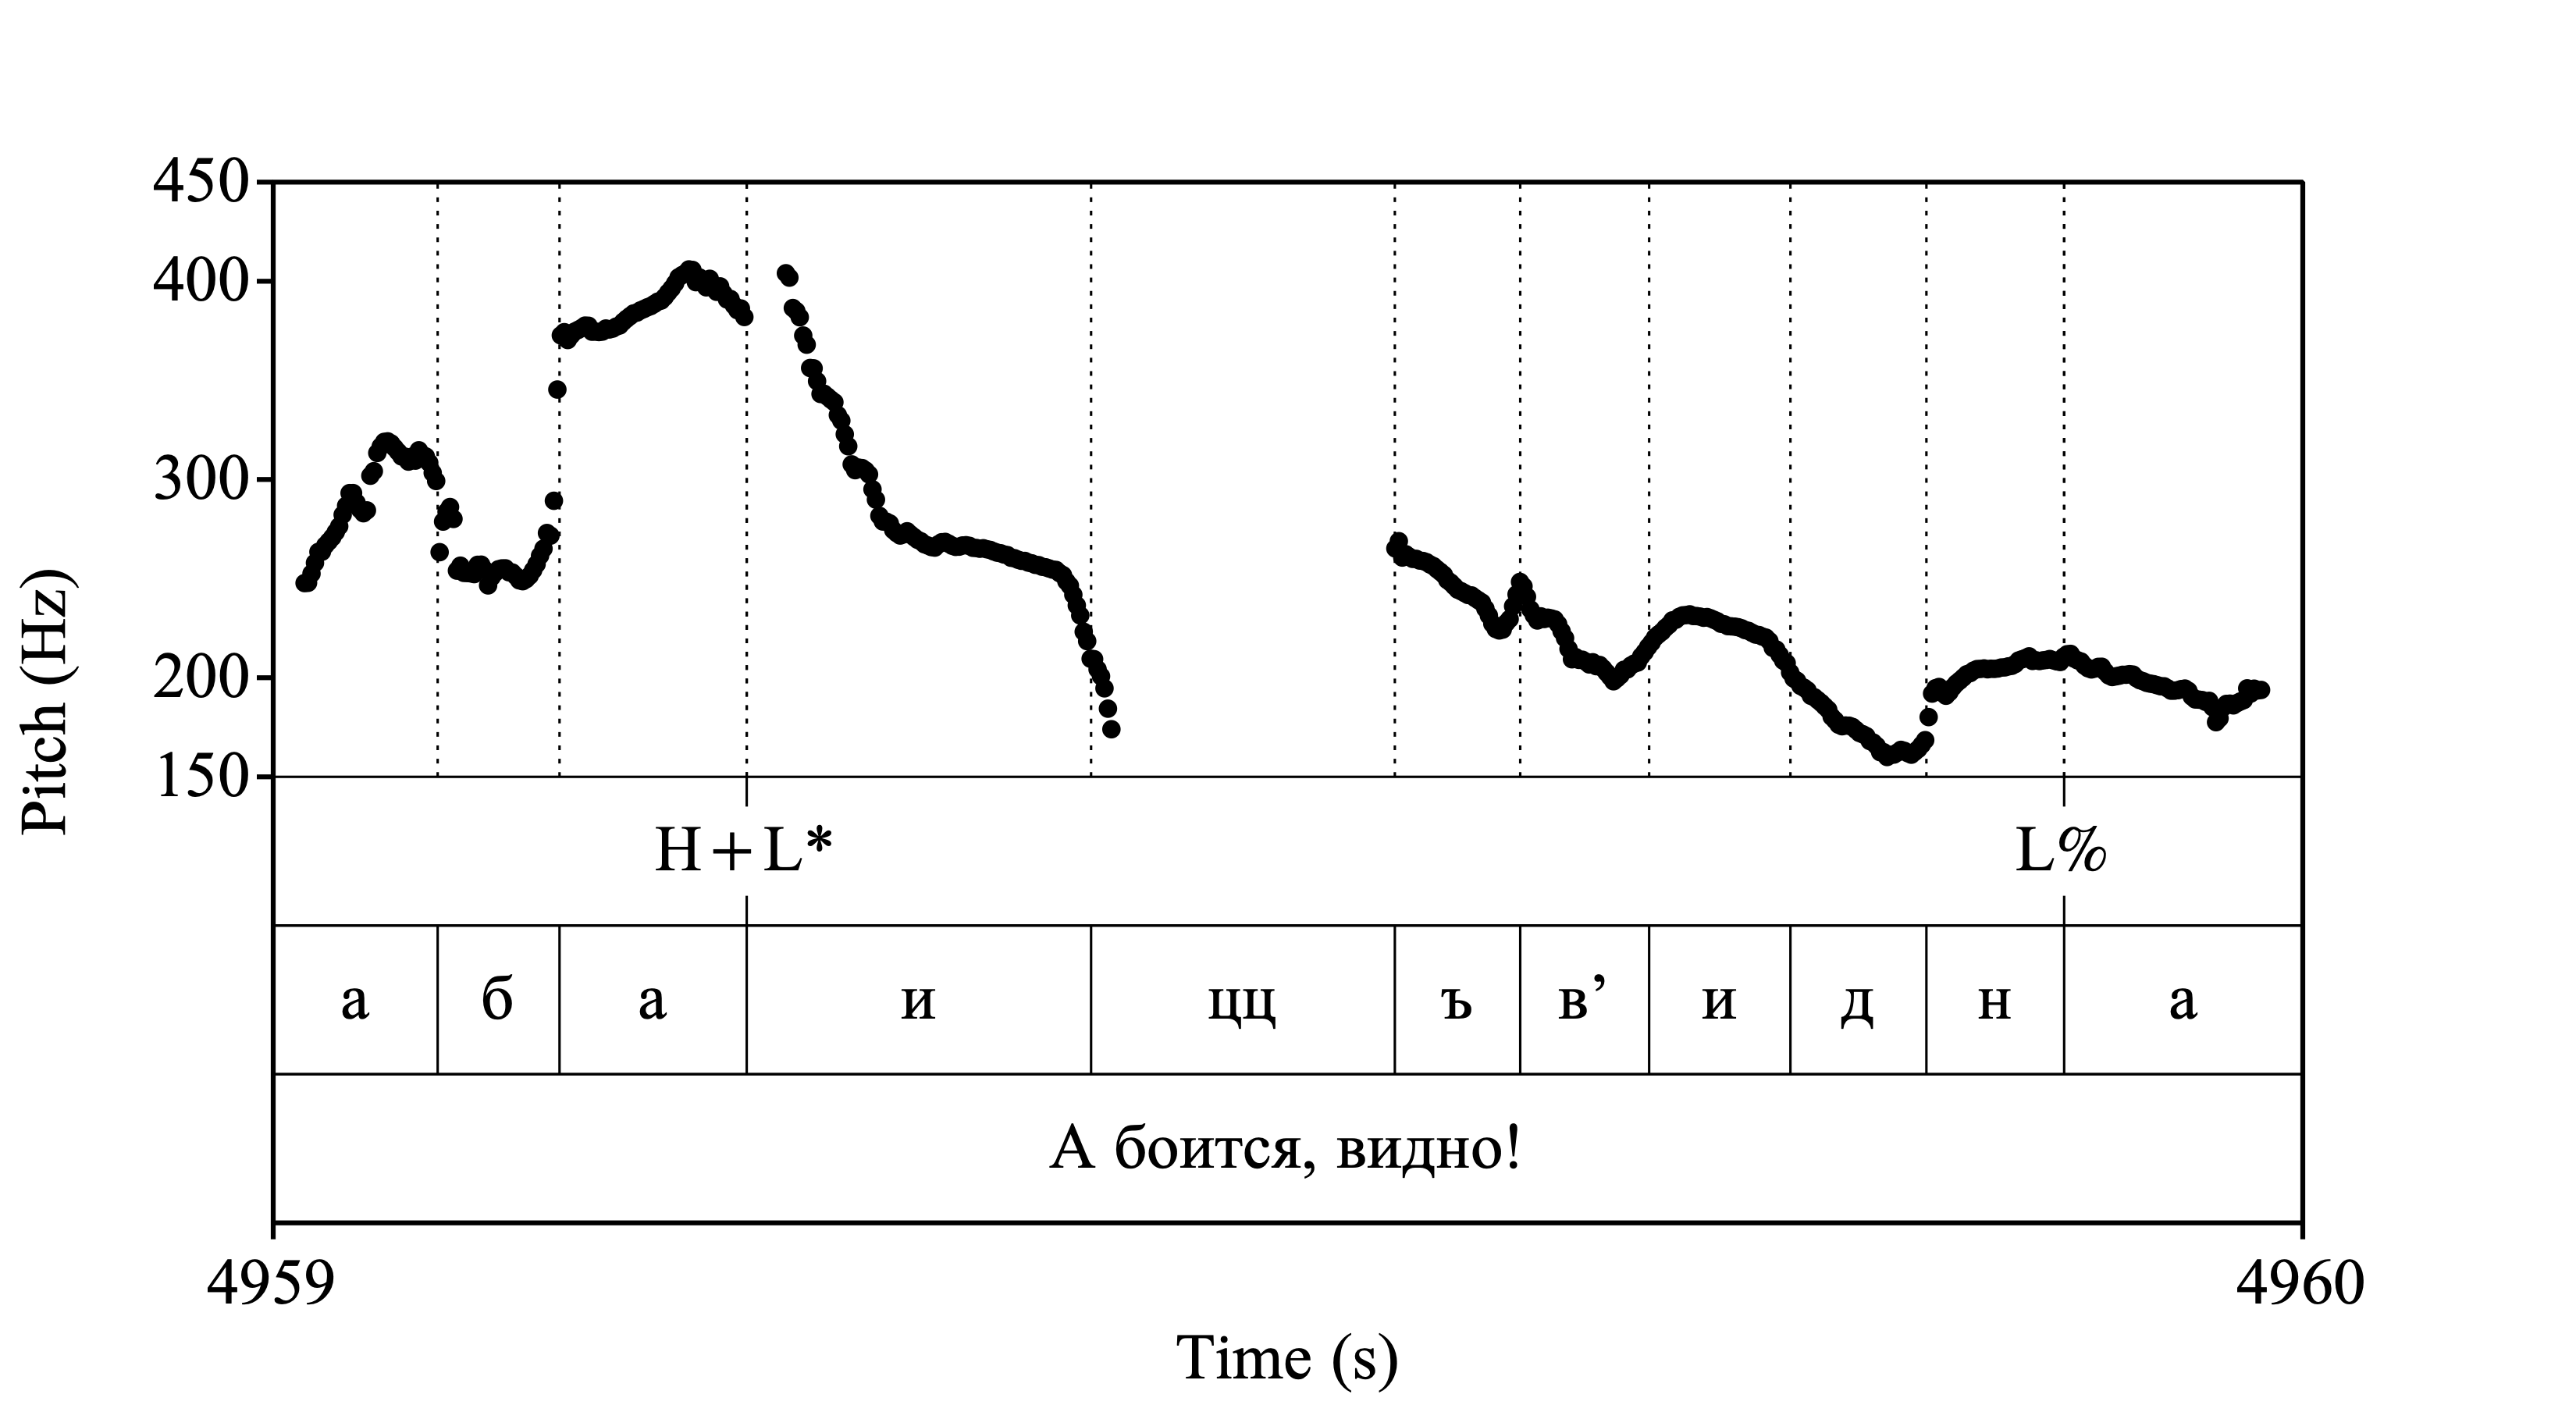 450
400
300
200
150
Pitch (Hz)
H+L* L%
а б а и цц ъ в’ и д н а
А боится, видно!
4959 4960
Time (s)